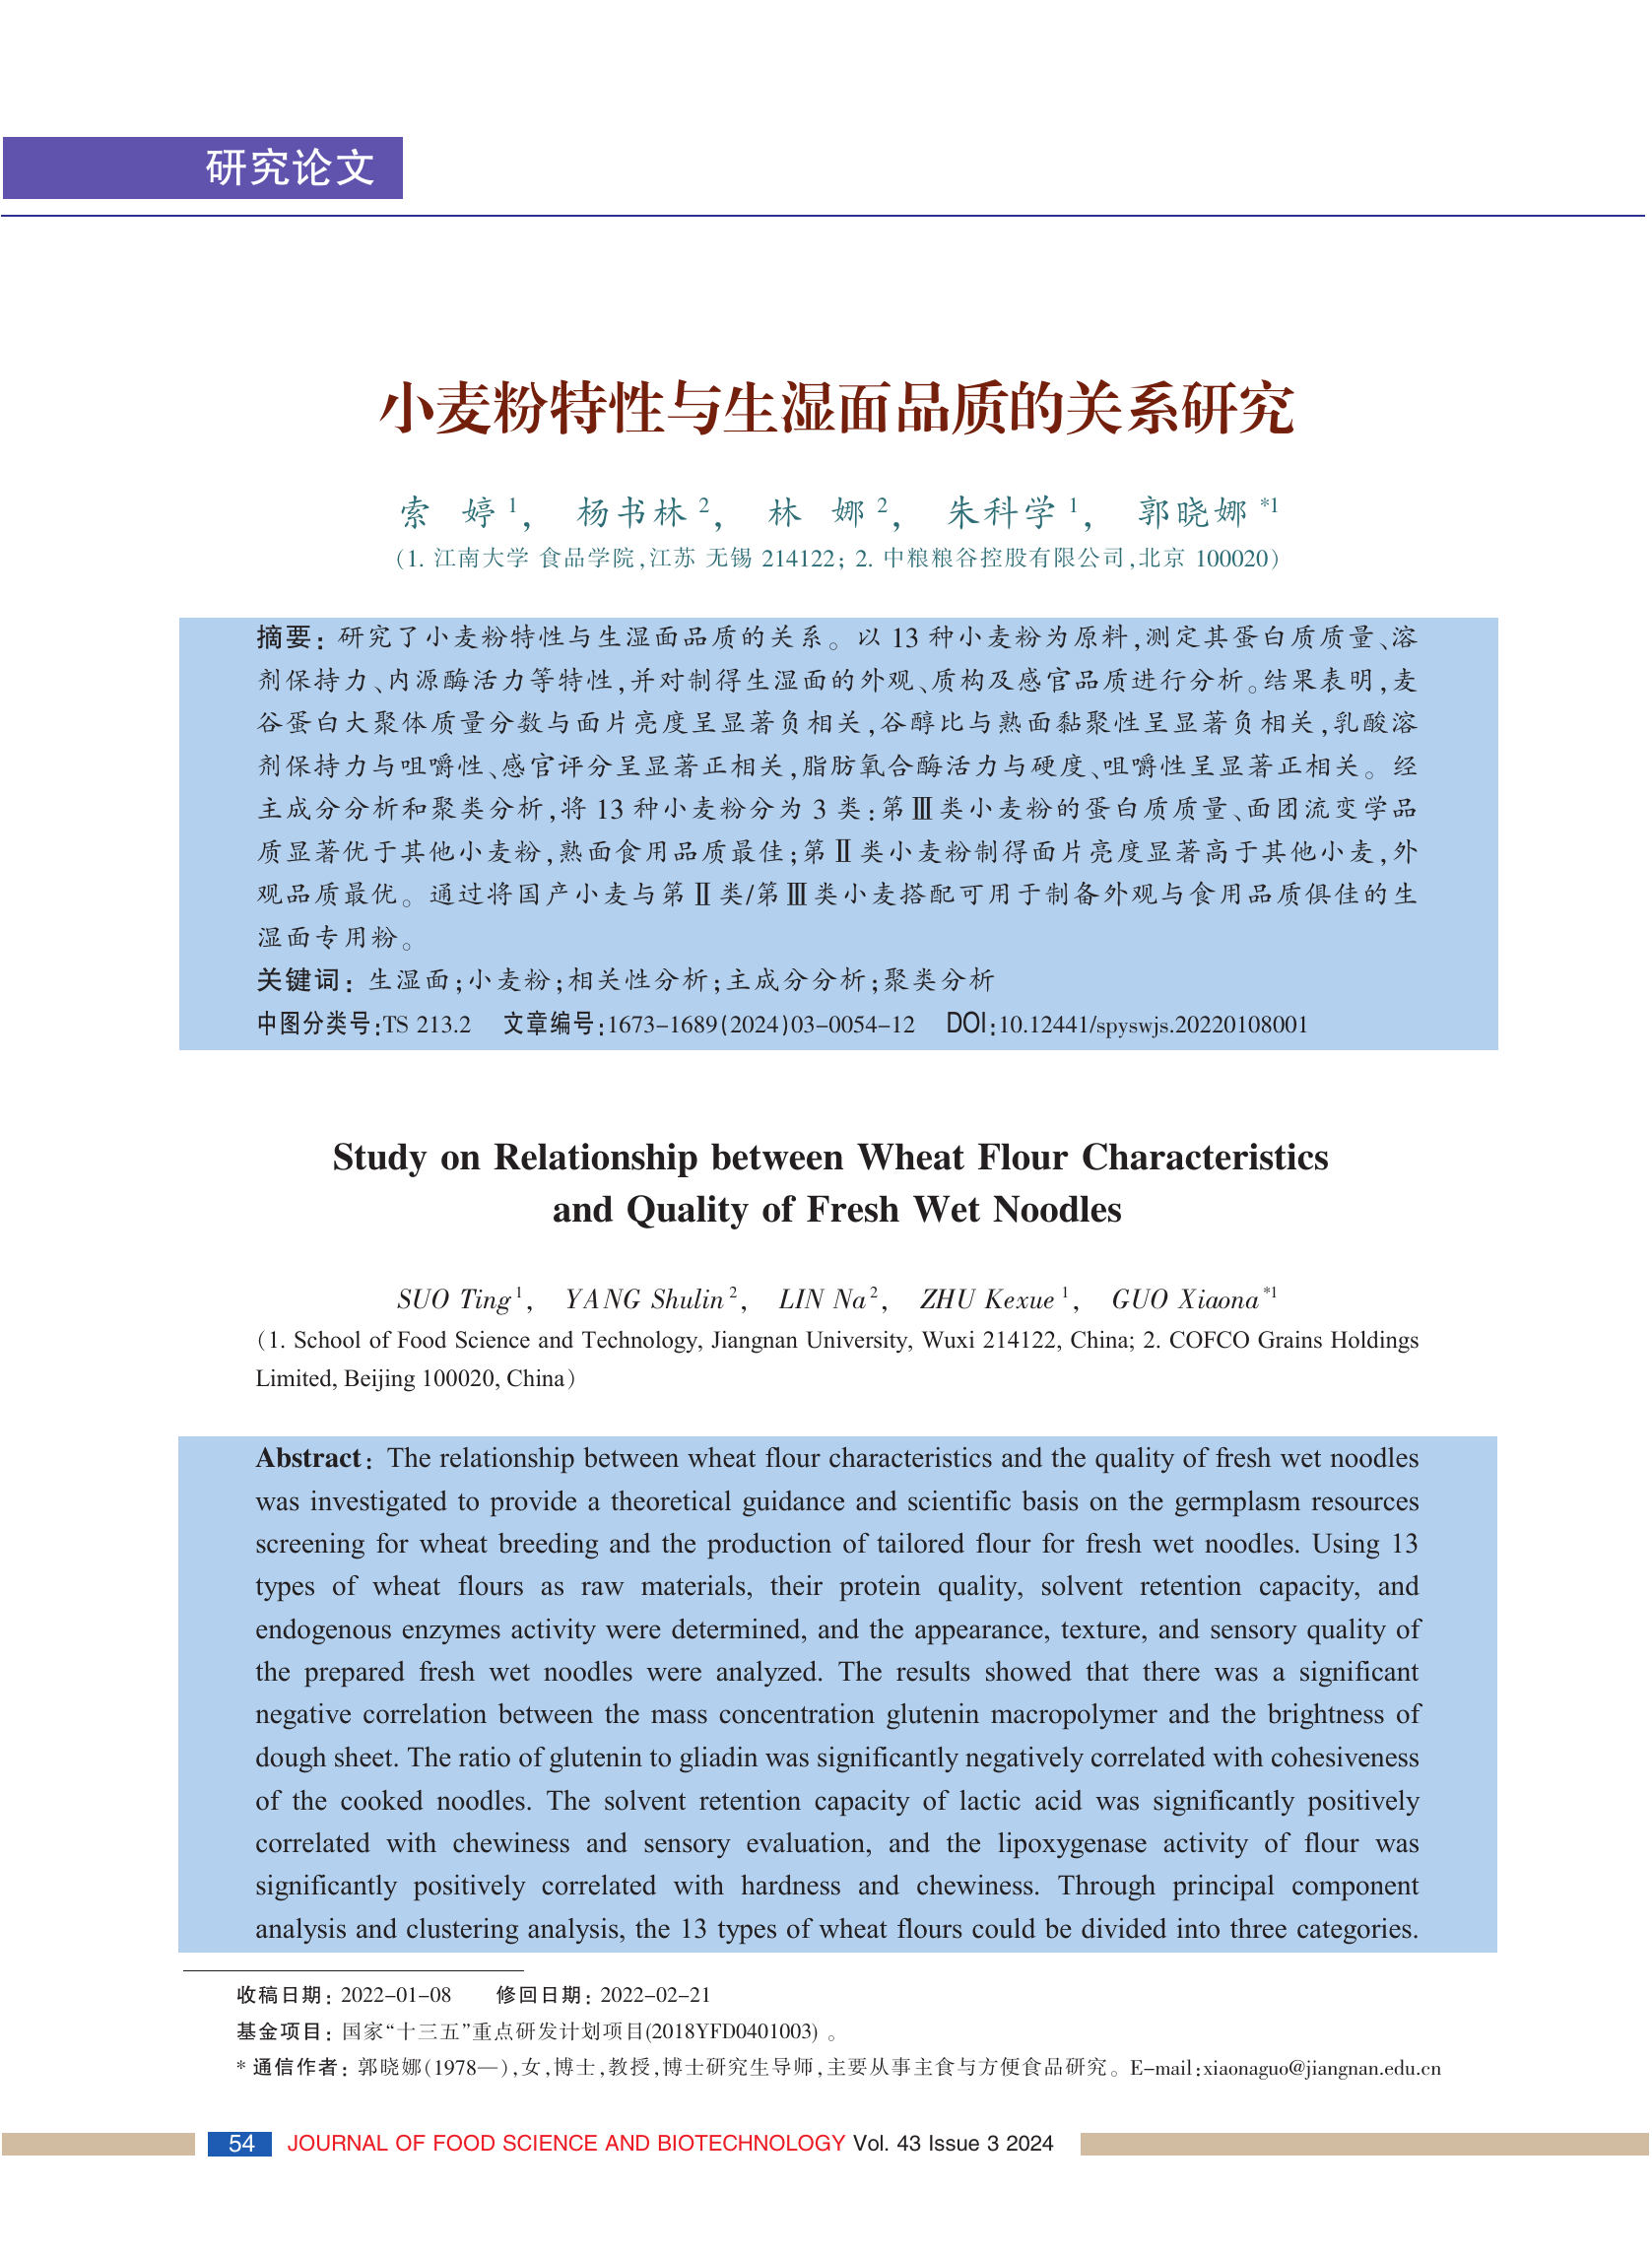 研究论文
小麦粉特性与生湿面品质的关系研究
索 婷 1, 杨书林 2, 林 娜 2, 朱科学 1, 郭晓娜 *1
(1. 江南大学 食品学院,江苏 无锡 214122; 2. 中粮粮谷控股有限公司,北京 100020)
摘要: 研究了小麦粉特性与生湿面品质的关系。以 13 种小麦粉为原料,测定其蛋白质质量、溶
剂保持力、内源酶活力等特性,并对制得生湿面的外观、质构及感官品质进行分析。结果表明,麦
谷蛋白大聚体质量分数与面片亮度呈显著负相关,谷醇比与熟面黏聚性呈显著负相关,乳酸溶
剂保持力与咀嚼性、感官评分呈显著正相关,脂肪氧合酶活力与硬度、咀嚼性呈显著正相关。经
主成分分析和聚类分析,将 13 种小麦粉分为 3 类:第Ⅲ类小麦粉的蛋白质质量、面团流变学品
质显著优于其他小麦粉,熟面食用品质最佳;第Ⅱ类小麦粉制得面片亮度显著高于其他小麦,外
观品质最优。通过将国产小麦与第Ⅱ类/第Ⅲ类小麦搭配可用于制备外观与食用品质俱佳的生
湿面专用粉。
关键词: 生湿面;小麦粉;相关性分析;主成分分析;聚类分析
中图分类号:TS 213.2 文章编号:1673-1689(2024)03-0054-12 DOI:10.12441/spyswjs.20220108001
Study on Relationship between Wheat Flour Characteristics
and Quality of Fresh Wet Noodles
SUO Ting 1, YANG Shulin 2, LIN Na 2, ZHU Kexue 1, GUO Xiaona *1
(1. School of Food Science and Technology, Jiangnan University, Wuxi 214122, China; 2. COFCO Grains Holdings
Limited, Beijing 100020, China)
Abstract: The relationship between wheat flour characteristics and the quality of fresh wet noodles
was investigated to provide a theoretical guidance and scientific basis on the germplasm resources
screening for wheat breeding and the production of tailored flour for fresh wet noodles. Using 13
types of wheat flours as raw materials, their protein quality, solvent retention capacity, and
endogenous enzymes activity were determined, and the appearance, texture, and sensory quality of
the prepared fresh wet noodles were analyzed. The results showed that there was a significant
negative correlation between the mass concentration glutenin macropolymer and the brightness of
dough sheet. The ratio of glutenin to gliadin was significantly negatively correlated with cohesiveness
of the cooked noodles. The solvent retention capacity of lactic acid was significantly positively
correlated with chewiness and sensory evaluation, and the lipoxygenase activity of flour was
significantly positively correlated with hardness and chewiness. Through principal component
analysis and clustering analysis, the 13 types of wheat flours could be divided into three categories.
收稿日期: 2022-01-08 修回日期: 2022-02-21
基金项目: 国家“十三五”重点研发计划项目(2018YFD0401003) 。
* 通信作者: 郭晓娜(1978—),女,博士,教授,博士研究生导师,主要从事主食与方便食品研究。E-mail:xiaonaguo@jiangnan.edu.cn
54 JOURNAL OF FOOD SCIENCE AND BIOTECHNOLOGY Vol. 43 Issue 3 2024